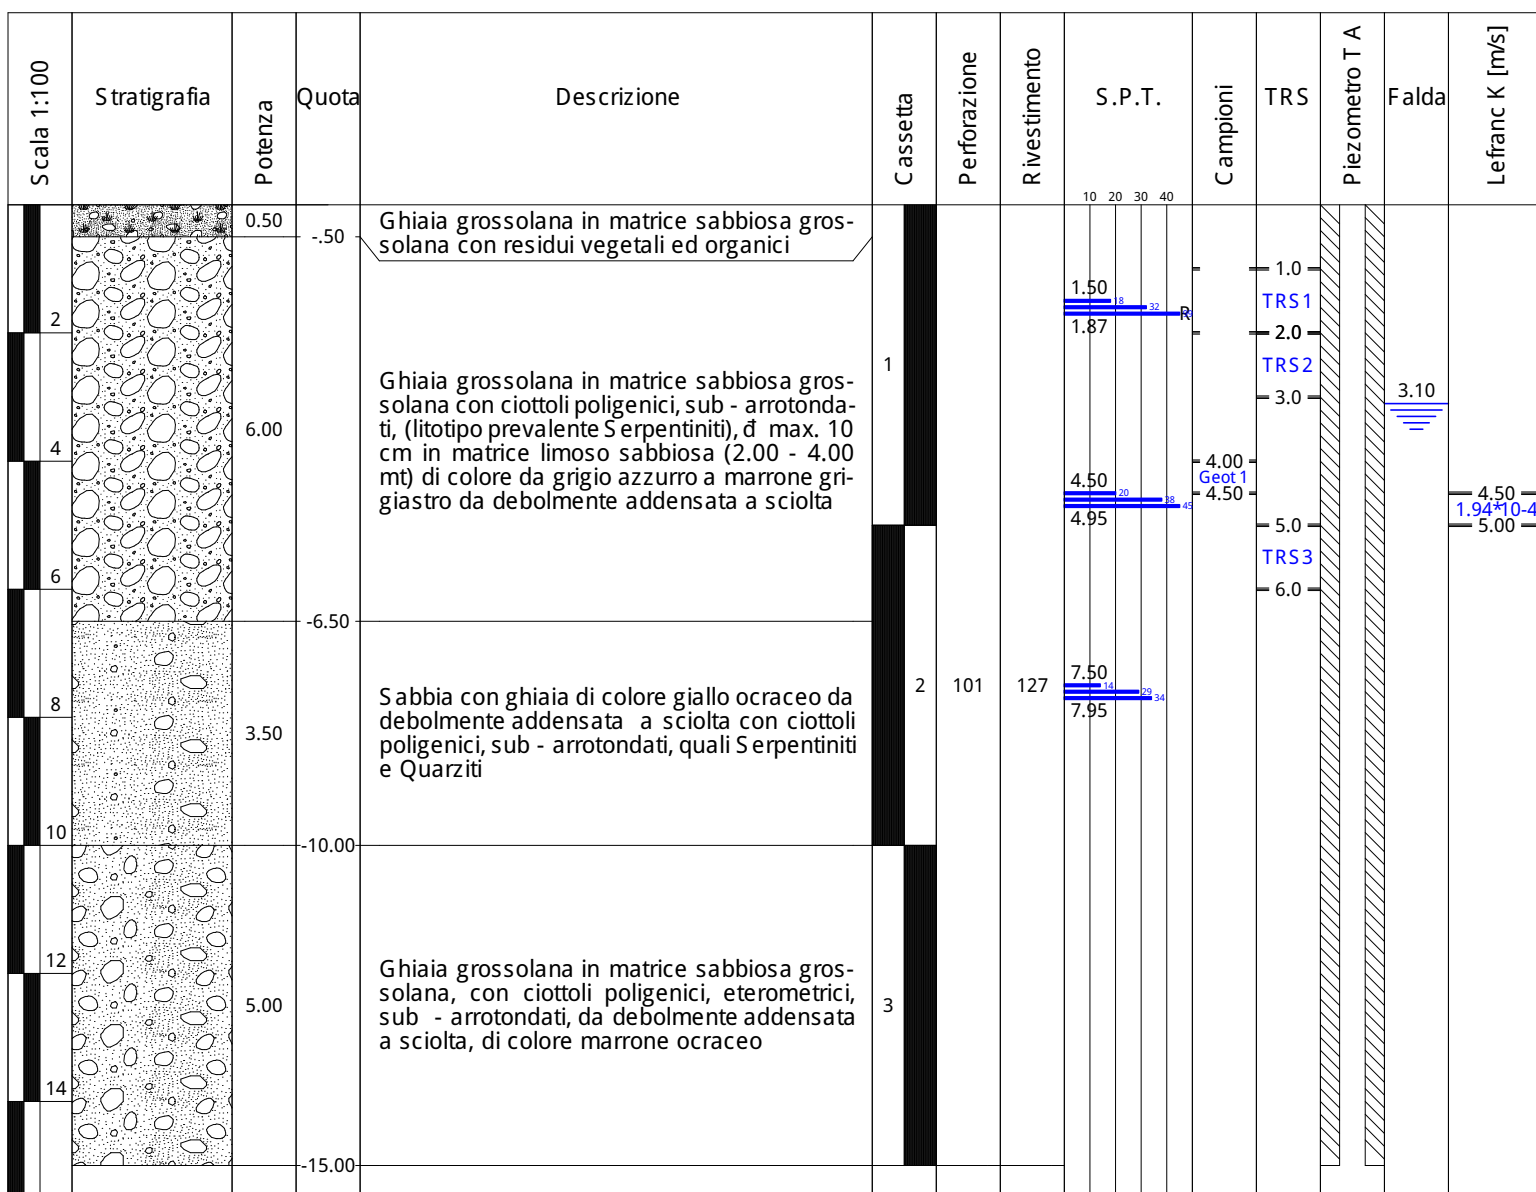 Scala 1:100
Stratigrafia
Potenza
Quota
Descrizione
Cassetta
Perforazione
Rivestimento
S.P.T.
Campioni
TRS
Piezometro T A
Falda
Lefranc K [m/s]
10 20 30 40
0.50
-.50
Ghiaia grossolana in matrice sabbiosa gros-
solana con residui vegetali ed organici
2
4
6
6.00
-6.50
Ghiaia grossolana in matrice sabbiosa gros-
solana con ciottoli poligenici, sub - arrotonda-
ti, (litotipo prevalente Serpentiniti), đ max. 10
cm in matrice limoso sabbiosa (2.00 - 4.00
mt) di colore da grigio azzurro a marrone gri-
giastro da debolmente addensata a sciolta
1
1.50
18
32
R
1.87
4.50
20
38
45
4.95
4.00
Geot 1
4.50
1.0
TRS1
2.0
TRS2
3.0
5.0
TRS3
6.0
3.10
4.50
1.94*10-4
5.00
8
10
3.50
-10.00
Sabbia con ghiaia di colore giallo ocraceo da
debolmente addensata a sciolta con ciottoli
poligenici, sub - arrotondati, quali Serpentiniti
e Quarziti
2
101
127
7.50
14
29
34
7.95
12
14
5.00
-15.00
Ghiaia grossolana in matrice sabbiosa gros-
solana, con ciottoli poligenici, eterometrici,
sub - arrotondati, da debolmente addensata
a sciolta, di colore marrone ocraceo
3